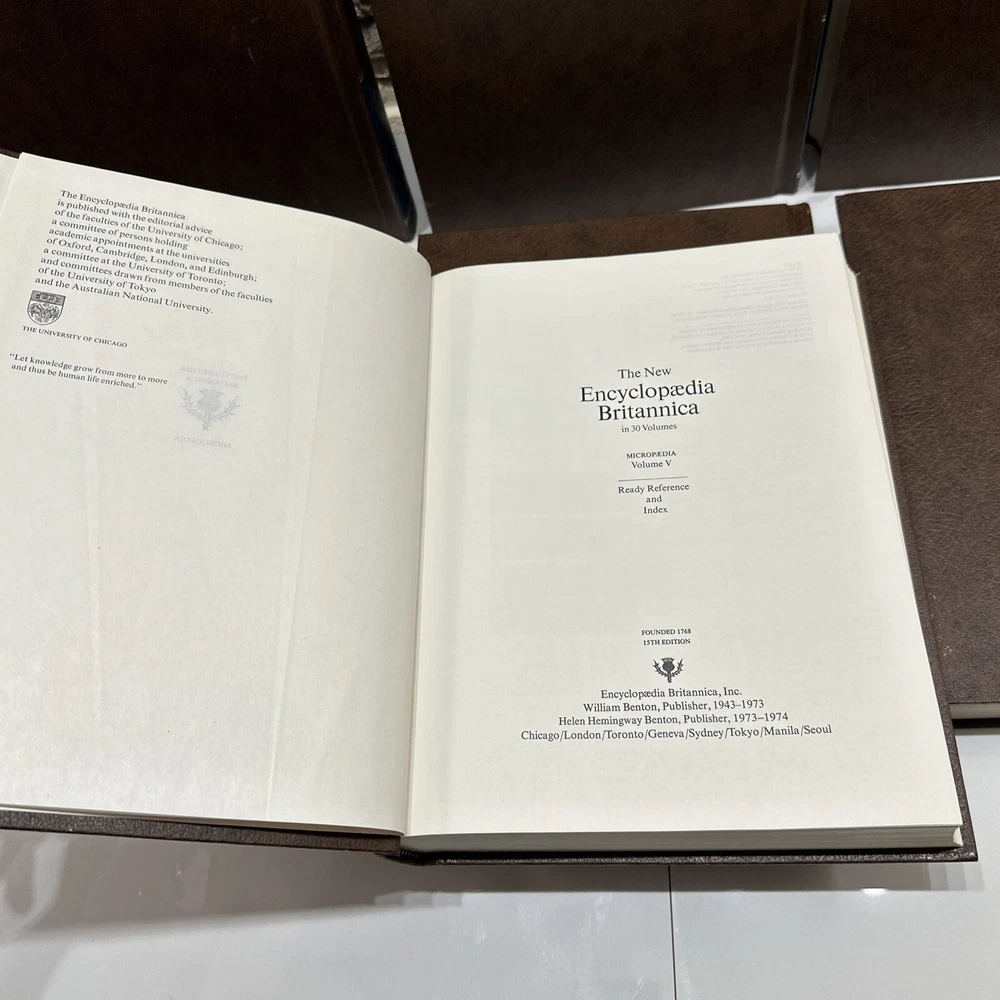 The Encyclopædia Britannica
is published with the editorial advice
of the faculties of the University of Chicago;
a committee of persons holding
academic appointments at the universities
of Oxford, Cambridge, London, and Edinburgh;
a committee at the University of Toronto;
and committees drawn from members of the faculties
of the University of Tokyo
and the Australian National University.
THE UNIVERSITY OF CHICAGO
"Let knowledge grow from more to more
and thus be human life enriched."
The New
Encyclopædia
Britannica
in 30 Volumes
MICROPÆDIA
Volume V
Ready Reference
and
Index
FOUNDED 1768
15TH EDITION
Encyclopædia Britannica, Inc.
William Benton, Publisher, 1943–1973
Helen Hemingway Benton, Publisher, 1973–1974
Chicago/London/Toronto/Geneva/Sydney/Tokyo/Manila/Seoul